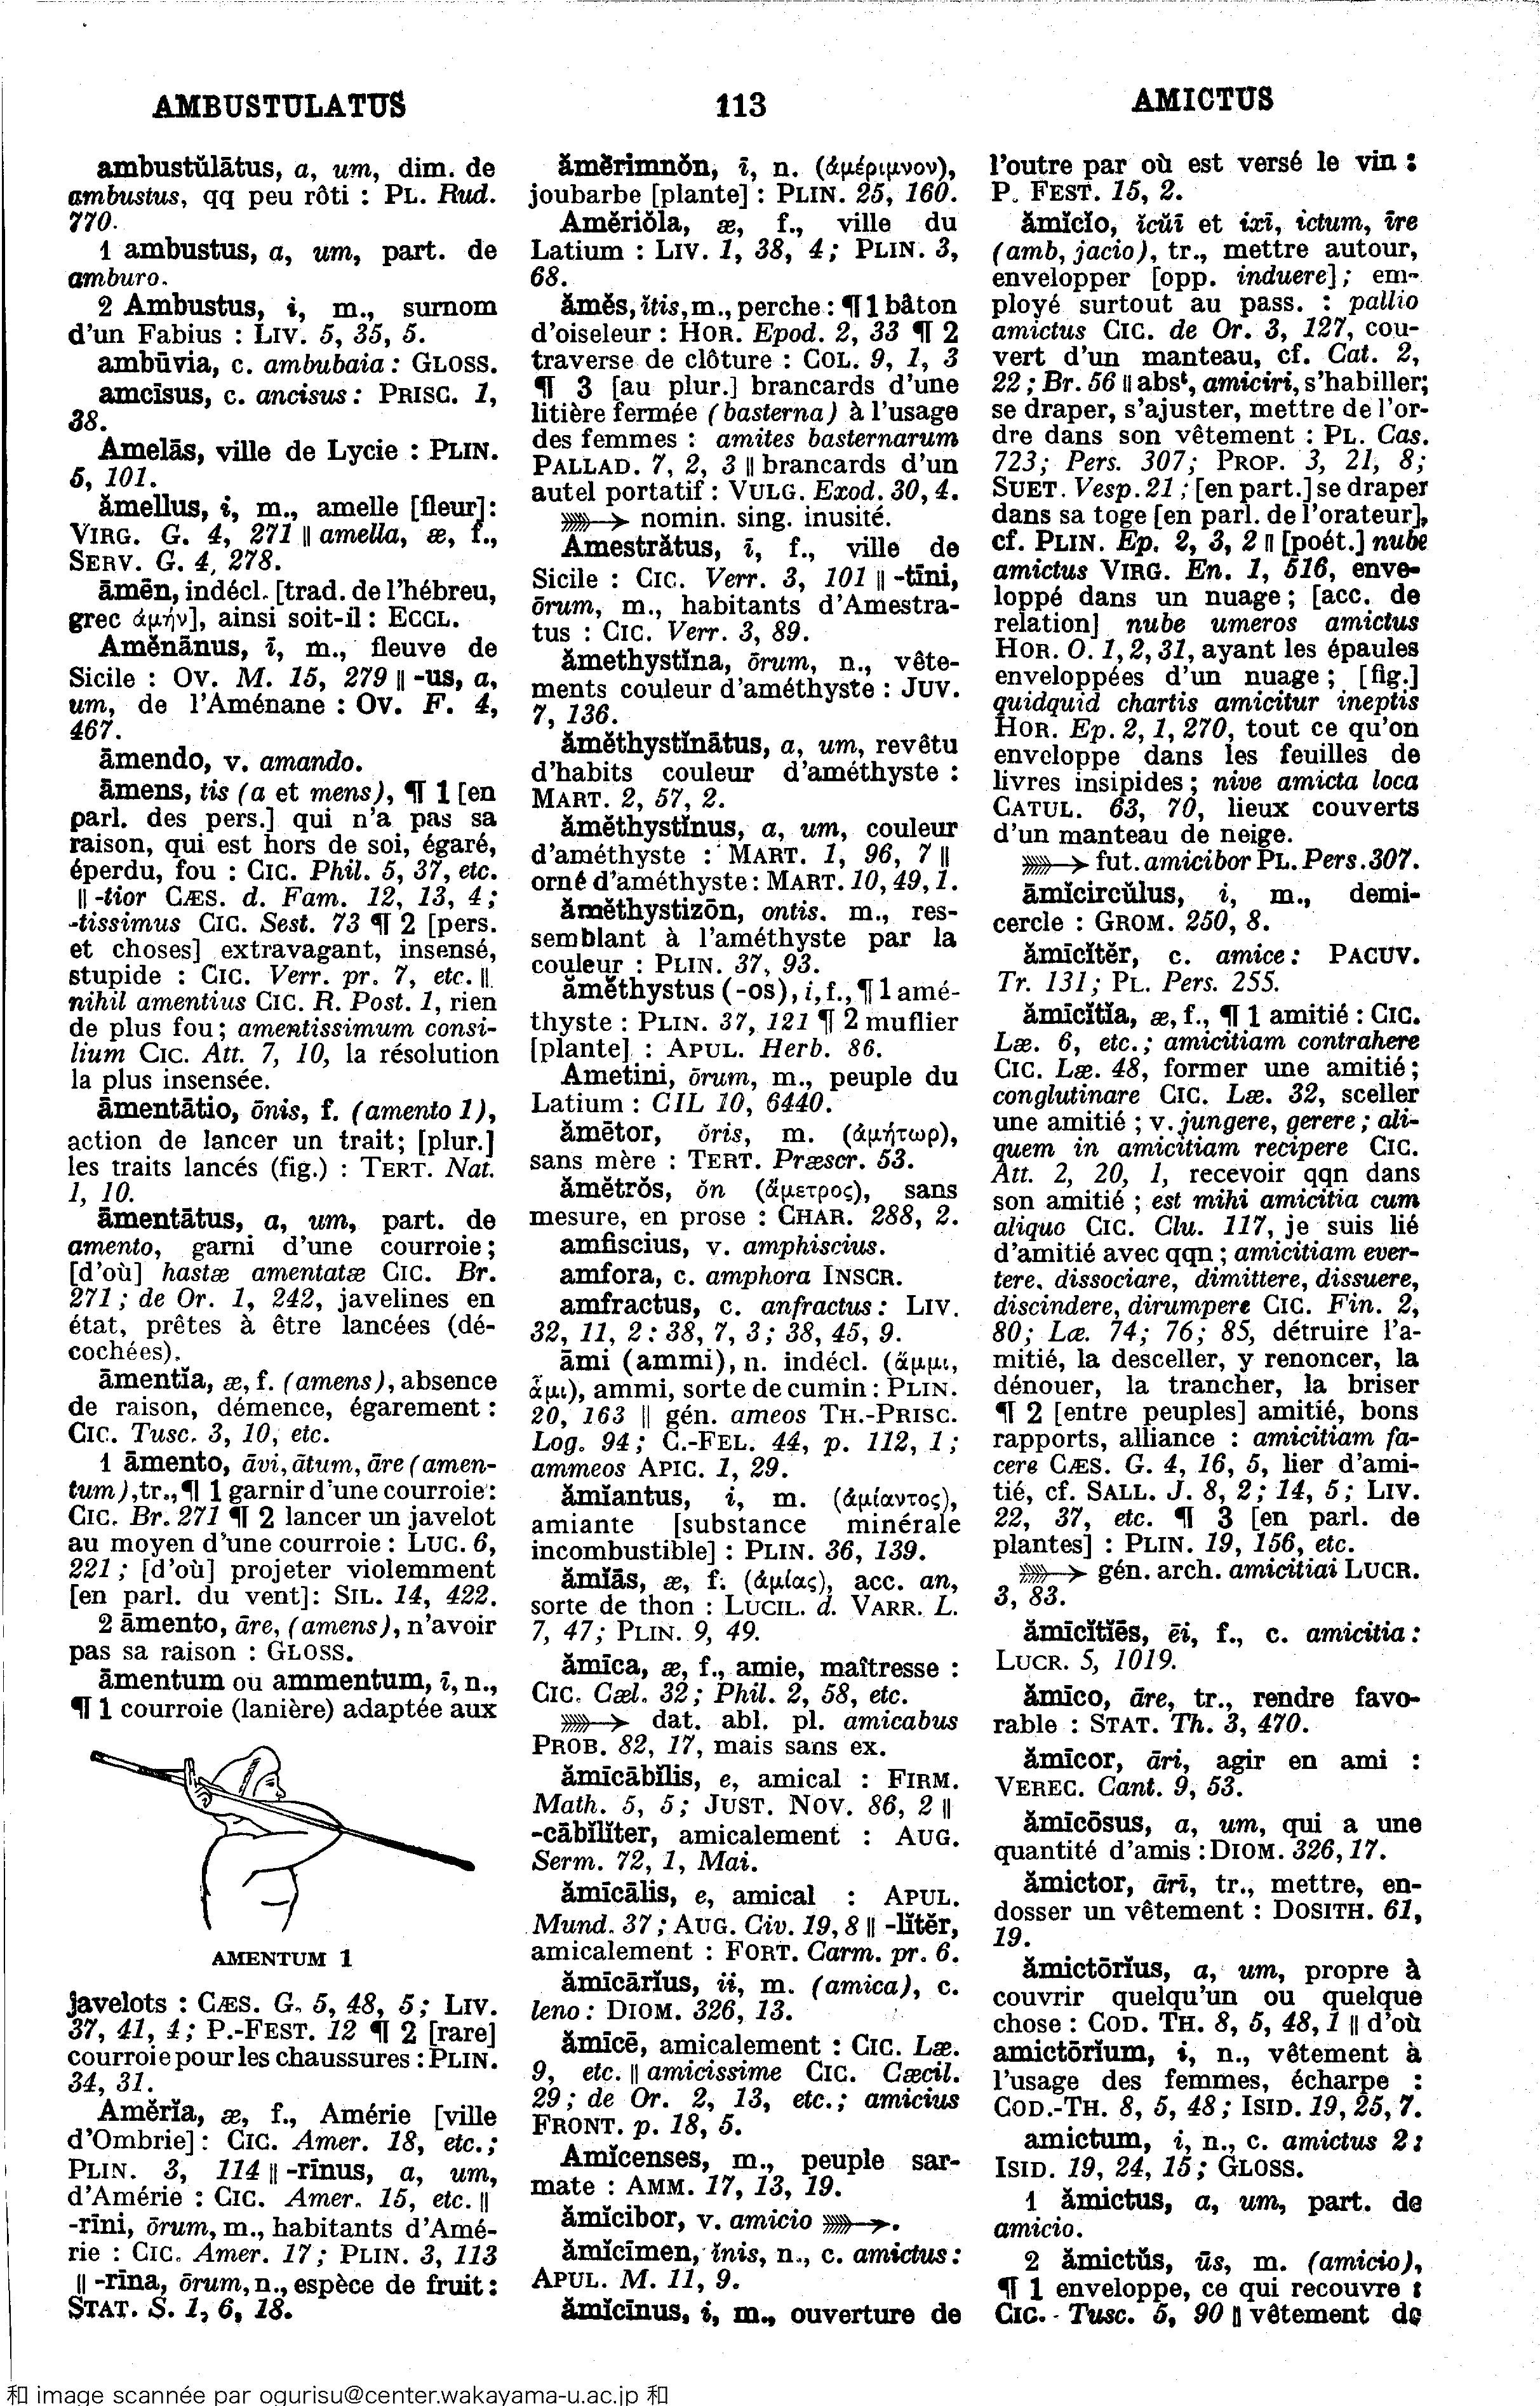 AMBUSTULATUS
113
AMICTUS
ambustŭlātus, a, um, dim. de
ambustus, qq peu rôti : PL. Rud.
770.
1 ambustus, a, um, part. de
amburo.
2 Ambustus, i, m., surnom
d'un Fabius : LIV. 5, 35, 5.
ambūvia, c. ambubaia : GLOSS.
amcīsus, c. ancisus : PRISC. 1,
38.
Amelās, ville de Lycie : PLIN.
5, 101.
ămellus, i, m., amelle [fleur]:
VIRG. G. 4, 271 || amella, æ, f.,
SERV. G. 4, 278.
āmēn, indécl. [trad. de l'hébreu,
grec ἀμήν], ainsi soit-il : ECCL.
Amĕnānus, ī, m., fleuve de
Sicile : OV. M. 15, 279 || -us, a,
um, de l'Aménane : OV. F. 4,
467.
āmendo, v. amando.
āmens, tis (a et mens), ¶ 1 [en
parl. des pers.] qui n'a pas sa
raison, qui est hors de soi, égaré,
éperdu, fou : CIC. Phil. 5, 37, etc.
|| -tior CÆS. d. Fam. 12, 13, 4 ;
-tissimus CIC. Sest. 73 ¶ 2 [pers.
et choses] extravagant, insensé,
stupide : CIC. Verr. pr. 7, etc. ||
nihil amentius CIC. R. Post. 1, rien
de plus fou ; amentissimum consi-
lium CIC. Att. 7, 10, la résolution
la plus insensée.
āmentātio, ōnis, f. (amento 1),
action de lancer un trait; [plur.]
les traits lancés (fig.) : TERT. Nat.
1, 10.
āmentātus, a, um, part. de
amento, garni d'une courroie ;
[d'où] hastæ amentatæ CIC. Br.
271 ; de Or. 1, 242, javelines en
état, prêtes à être lancées (dé-
cochées).
āmentĭa, æ, f. (amens), absence
de raison, démence, égarement :
CIC. Tusc. 3, 10, etc.
1 āmento, āvi, ātum, āre (amen-
tum), tr., ¶ 1 garnir d'une courroie :
CIC. Br. 271 ¶ 2 lancer un javelot
au moyen d'une courroie : LUC. 6,
221 ; [d'où] projeter violemment
[en parl. du vent]: SIL. 14, 422.
2 āmento, āre, (amens), n'avoir
pas sa raison : GLOSS.
āmentum ou ammentum, ī, n.,
¶ 1 courroie (lanière) adaptée aux
AMENTUM 1
javelots : CÆS. G. 5, 48, 5 ; LIV.
37, 41, 4 ; P.-FEST. 12 ¶ 2 [rare]
courroie pour les chaussures : PLIN.
34, 31.
Amĕrĭa, æ, f., Amérie [ville
d'Ombrie] : CIC. Amer. 18, etc. ;
PLIN. 3, 114 || -rīnus, a, um,
d'Amérie : CIC. Amer. 15, etc. ||
-rīni, ōrum, m., habitants d'Amé-
rie : CIC. Amer. 17 ; PLIN. 3, 113
|| -rīna, ōrum, n., espèce de fruit :
STAT. S. 1, 6, 18.
ămĕrimnŏn, ī, n. (ἀμέριμνον),
joubarbe [plante] : PLIN. 25, 160.
Amĕriŏla, æ, f., ville du
Latium : LIV. 1, 38, 4 ; PLIN. 3,
68.
ămĕs, ĭtis, m., perche : ¶ 1 bâton
d'oiseleur : HOR. Epod. 2, 33 ¶ 2
traverse de clôture : COL. 9, 1, 3
¶ 3 [au plur.] brancards d'une
litière fermée (basterna) à l'usage
des femmes : amites basternarum
PALLAD. 7, 2, 3 || brancards d'un
autel portatif : VULG. Exod. 30, 4.
nomin. sing. inusité.
Amestrătus, ī, f., ville de
Sicile : CIC. Verr. 3, 101 || -tīni,
ōrum, m., habitants d'Amestra-
tus : CIC. Verr. 3, 89.
ămethystĭna, ōrum, n., vête-
ments couleur d'améthyste : JUV.
7, 136.
ămĕthystĭnātus, a, um, revêtu
d'habits couleur d'améthyste :
MART. 2, 57, 2.
ămĕthystĭnus, a, um, couleur
d'améthyste : MART. 1, 96, 7 ||
orné d'améthyste : MART. 10, 49, 1.
ămĕthystizōn, ontis. m., res-
semblant à l'améthyste par la
couleur : PLIN. 37, 93.
ămĕthystus (-os), i, f., ¶ 1 amé-
thyste : PLIN. 37, 121 ¶ 2 muflier
[plante] : APUL. Herb. 86.
Ametini, ōrum, m., peuple du
Latium : CIL 10, 6440.
ămētor, ŏris, m. (ἀμήτωρ),
sans mère : TERT. Præscr. 53.
ămĕtrŏs, ŏn (ἄμετρος), sans
mesure, en prose : CHAR. 288, 2.
amfiscius, v. amphiscius.
amfora, c. amphora INSCR.
amfractus, c. anfractus : LIV.
32, 11, 2 : 38, 7, 3 ; 38, 45, 9.
āmi (ammi), n. indécl. (ἄμμι,
ἄμι), ammi, sorte de cumin : PLIN.
20, 163 || gén. ameos TH.-PRISC.
Log. 94 ; C.-FEL. 44, p. 112, 1 ;
ammeos APIC. 1, 29.
ămĭantus, i, m. (ἀμίαντος),
amiante [substance minérale
incombustible] : PLIN. 36, 139.
ămĭās, æ, f. (ἀμίας), acc. an,
sorte de thon : LUCIL. d. VARR. L.
7, 47 ; PLIN. 9, 49.
ămīca, æ, f., amie, maîtresse :
CIC. Cæl. 32 ; Phil. 2, 58, etc.
dat. abl. pl. amicabus
PROB. 82, 17, mais sans ex.
ămīcābĭlis, e, amical : FIRM.
Math. 5, 5 ; JUST. NOV. 86, 2 ||
-cābĭlĭter, amicalement : AUG.
Serm. 72, 1, Mai.
ămīcālis, e, amical : APUL.
Mund. 37 ; AUG. Civ. 19, 8 || -lĭtĕr,
amicalement : FORT. Carm. pr. 6.
ămīcārĭus, ii, m. (amica), c.
leno : DIOM. 326, 13.
ămīcē, amicalement : CIC. Læ.
9, etc. || amicissime CIC. Cæcil.
29 ; de Or. 2, 13, etc. ; amicius
FRONT. p. 18, 5.
Amĭcenses, m., peuple sar-
mate : AMM. 17, 13, 19.
ămĭcibor, v. amicio.
ămĭcīmen, ĭnis, n., c. amictus :
APUL. M. 11, 9.
ămĭcīnus, i, m., ouverture de
l'outre par où est versé le vin :
P. FEST. 15, 2.
ămĭcĭo, ĭcŭī et ixī, ictum, īre
(amb, jacio), tr., mettre autour,
envelopper [opp. induere] ; em-
ployé surtout au pass. : pallio
amictus CIC. de Or. 3, 127, cou-
vert d'un manteau, cf. Cat. 2,
22 ; Br. 56 || absᵗ, amiciri, s'habiller;
se draper, s'ajuster, mettre de l'or-
dre dans son vêtement : PL. Cas.
723 ; Pers. 307 ; PROP. 3, 21, 8 ;
SUET. Vesp. 21 ; [en part.] se draper
dans sa toge [en parl. de l'orateur],
cf. PLIN. Ep. 2, 3, 2 || [poét.] nube
amictus VIRG. En. 1, 516, enve-
loppé dans un nuage ; [acc. de
relation] nube umeros amictus
HOR. O. 1, 2, 31, ayant les épaules
enveloppées d'un nuage ; [fig.]
quidquid chartis amicitur ineptis
HOR. Ep. 2, 1, 270, tout ce qu'on
enveloppe dans les feuilles de
livres insipides ; nive amicta loca
CATUL. 63, 70, lieux couverts
d'un manteau de neige.
fut. amicibor PL. Pers. 307.
āmĭcircŭlus, i, m., demi-
cercle : GROM. 250, 8.
ămīcĭtĕr, c. amice : PACUV.
Tr. 131 ; PL. Pers. 255.
ămīcĭtĭa, æ, f., ¶ 1 amitié : CIC.
Læ. 6, etc. ; amicitiam contrahere
CIC. Læ. 48, former une amitié ;
conglutinare CIC. Læ. 32, sceller
une amitié ; v. jungere, gerere ; ali-
quem in amicitiam recipere CIC.
Att. 2, 20, 1, recevoir qqn dans
son amitié ; est mihi amicitia cum
aliquo CIC. Clu. 117, je suis lié
d'amitié avec qqn ; amicitiam ever-
tere, dissociare, dimittere, dissuere,
discindere, dirumpere CIC. Fin. 2,
80 ; Læ. 74 ; 76 ; 85, détruire l'a-
mitié, la desceller, y renoncer, la
dénouer, la trancher, la briser
¶ 2 [entre peuples] amitié, bons
rapports, alliance : amicitiam fa-
cere CÆS. G. 4, 16, 5, lier d'ami-
tié, cf. SALL. J. 8, 2 ; 14, 5 ; LIV.
22, 37, etc. ¶ 3 [en parl. de
plantes] : PLIN. 19, 156, etc.
gén. arch. amicitiai LUCR.
3, 83.
ămīcĭtĭēs, ēi, f., c. amicitia :
LUCR. 5, 1019.
ămīco, āre, tr., rendre favo-
rable : STAT. Th. 3, 470.
ămīcor, āri, agir en ami :
VEREC. Cant. 9, 53.
ămīcōsus, a, um, qui a une
quantité d'amis : DIOM. 326, 17.
ămictor, ārī, tr., mettre, en-
dosser un vêtement : DOSITH. 61,
19.
ămictōrĭus, a, um, propre à
couvrir quelqu'un ou quelque
chose : COD. TH. 8, 5, 48, 1 || d'où
amictōrĭum, i, n., vêtement à
l'usage des femmes, écharpe :
COD.-TH. 8, 5, 48 ; ISID. 19, 25, 7.
amictum, i, n., c. amictus 2 :
ISID. 19, 24, 15 ; GLOSS.
1 ămictus, a, um, part. de
amicio.
2 ămictŭs, ūs, m. (amicio),
¶ 1 enveloppe, ce qui recouvre :
CIC. Tusc. 5, 90 || vêtement de
和 image scannée par ogurisu@center.wakayama-u.ac.jp 和